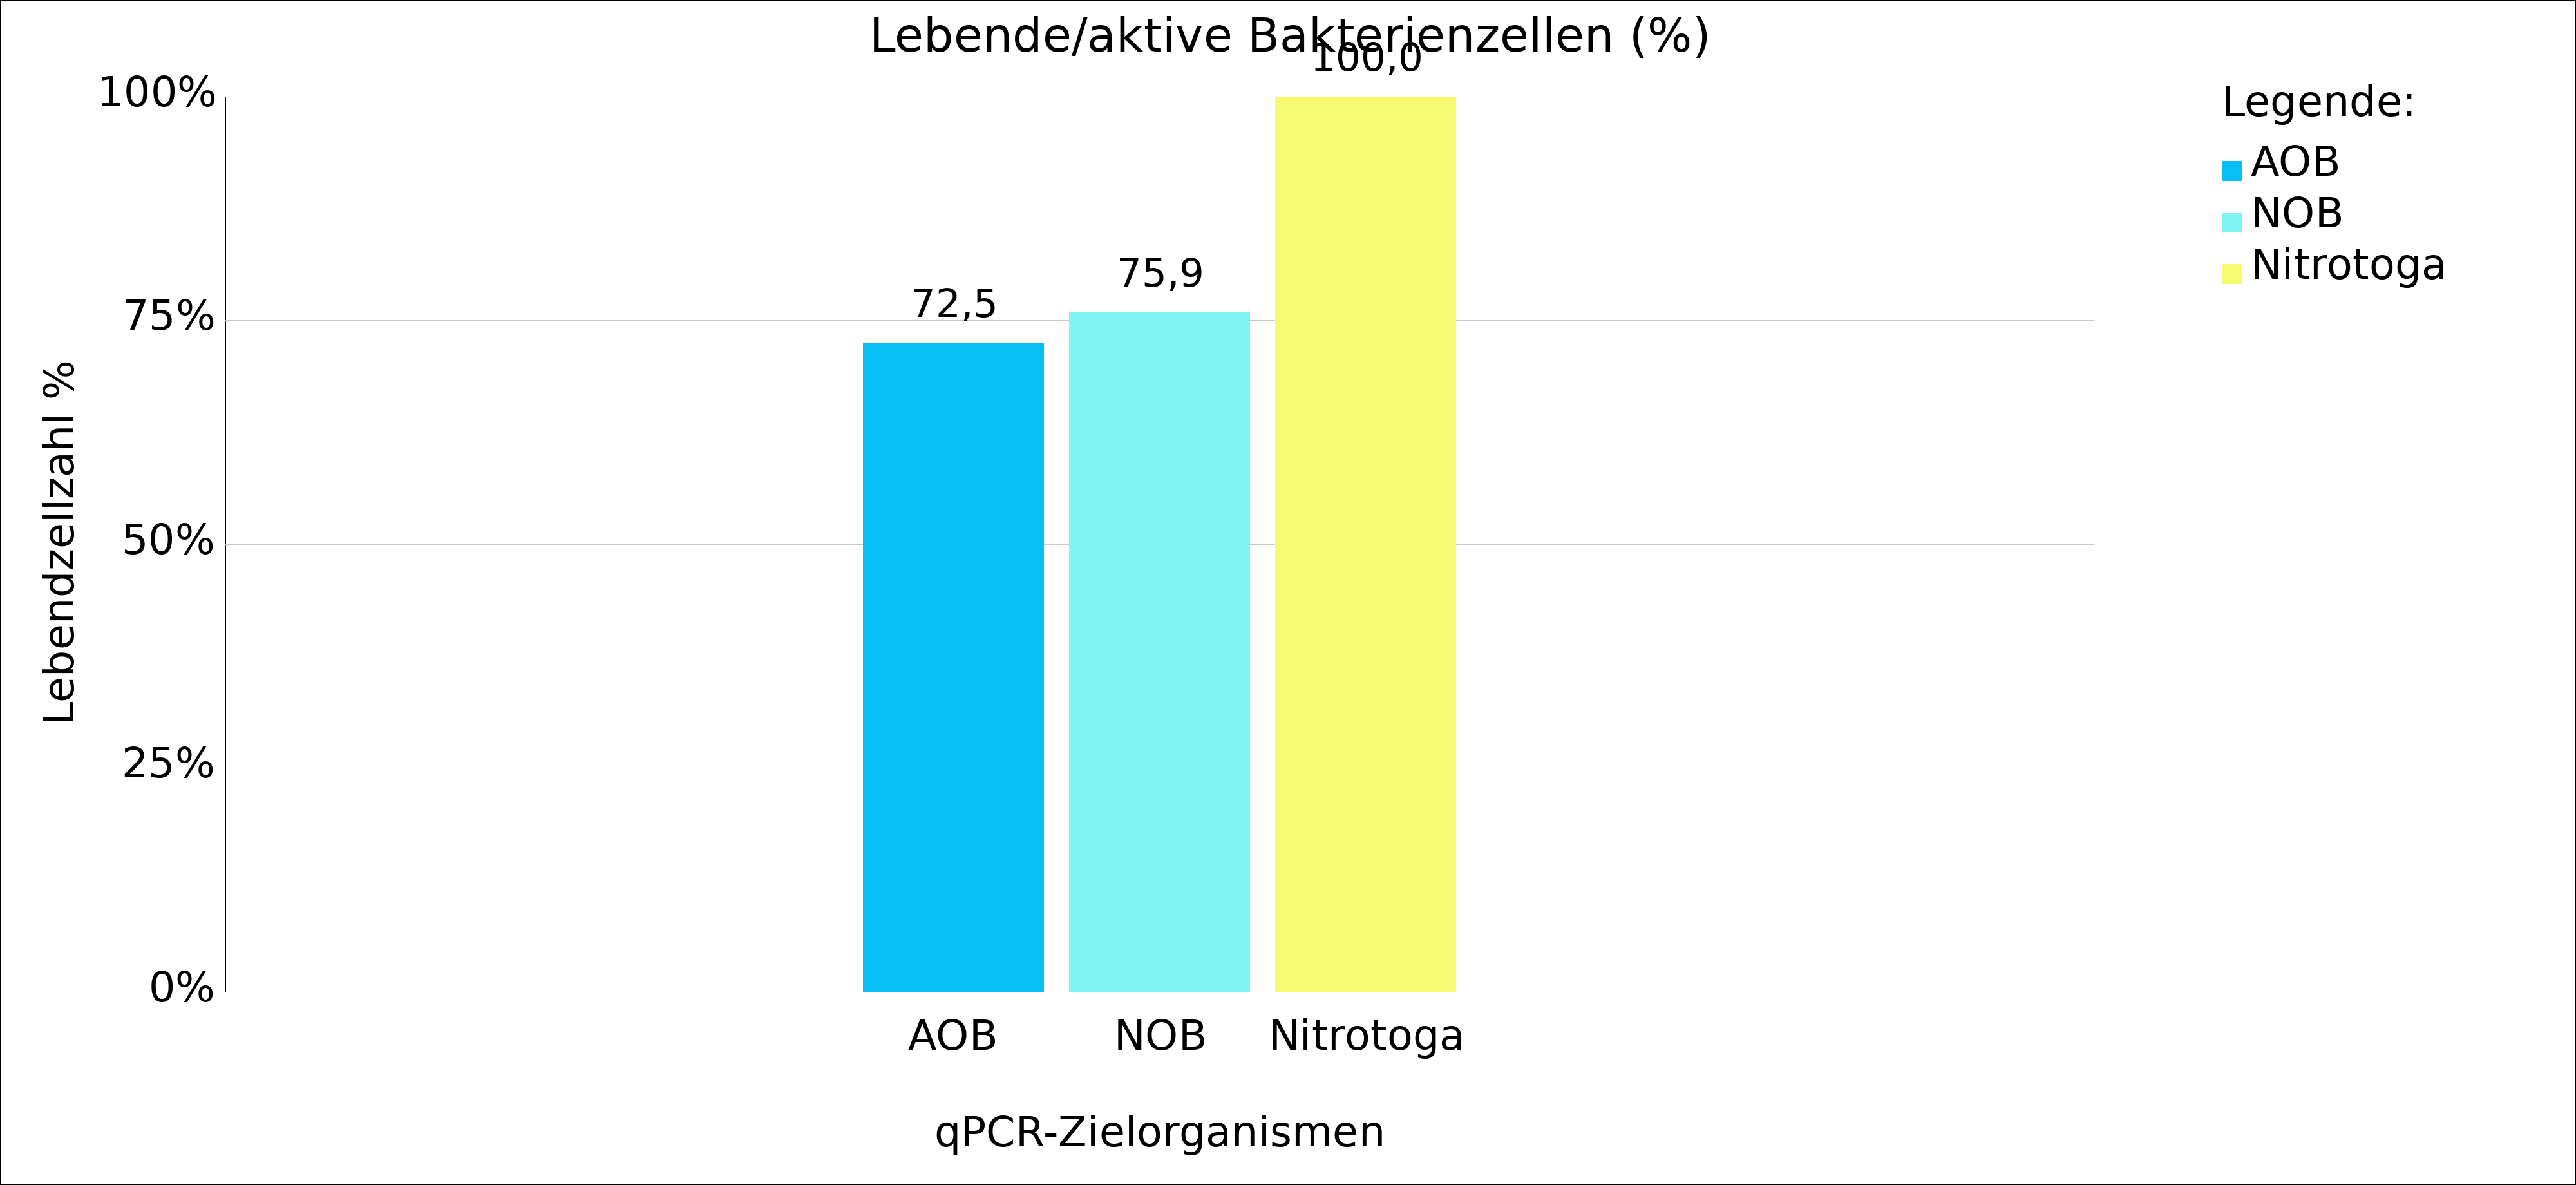 Lebende/aktive Bakterienzellen (%)
100,0
100%
75%
50%
25%
0%
Lebendzellzahl %
72,5
75,9
AOB
NOB
Nitrotoga
qPCR-Zielorganismen
Legende:
AOB
NOB
Nitrotoga